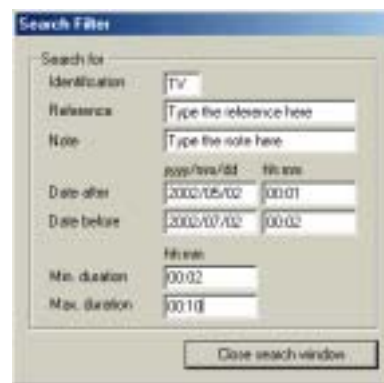 Search Filter
Search for
Identification TV
Reference Type the reference here
Note Type the note here
yyyy/mm/dd hh:mm
Date after 2002/05/02 00:01
Date before 2002/07/02 00:02
hh:mm
Min. duration 00:02
Max. duration 00:10
Close search window